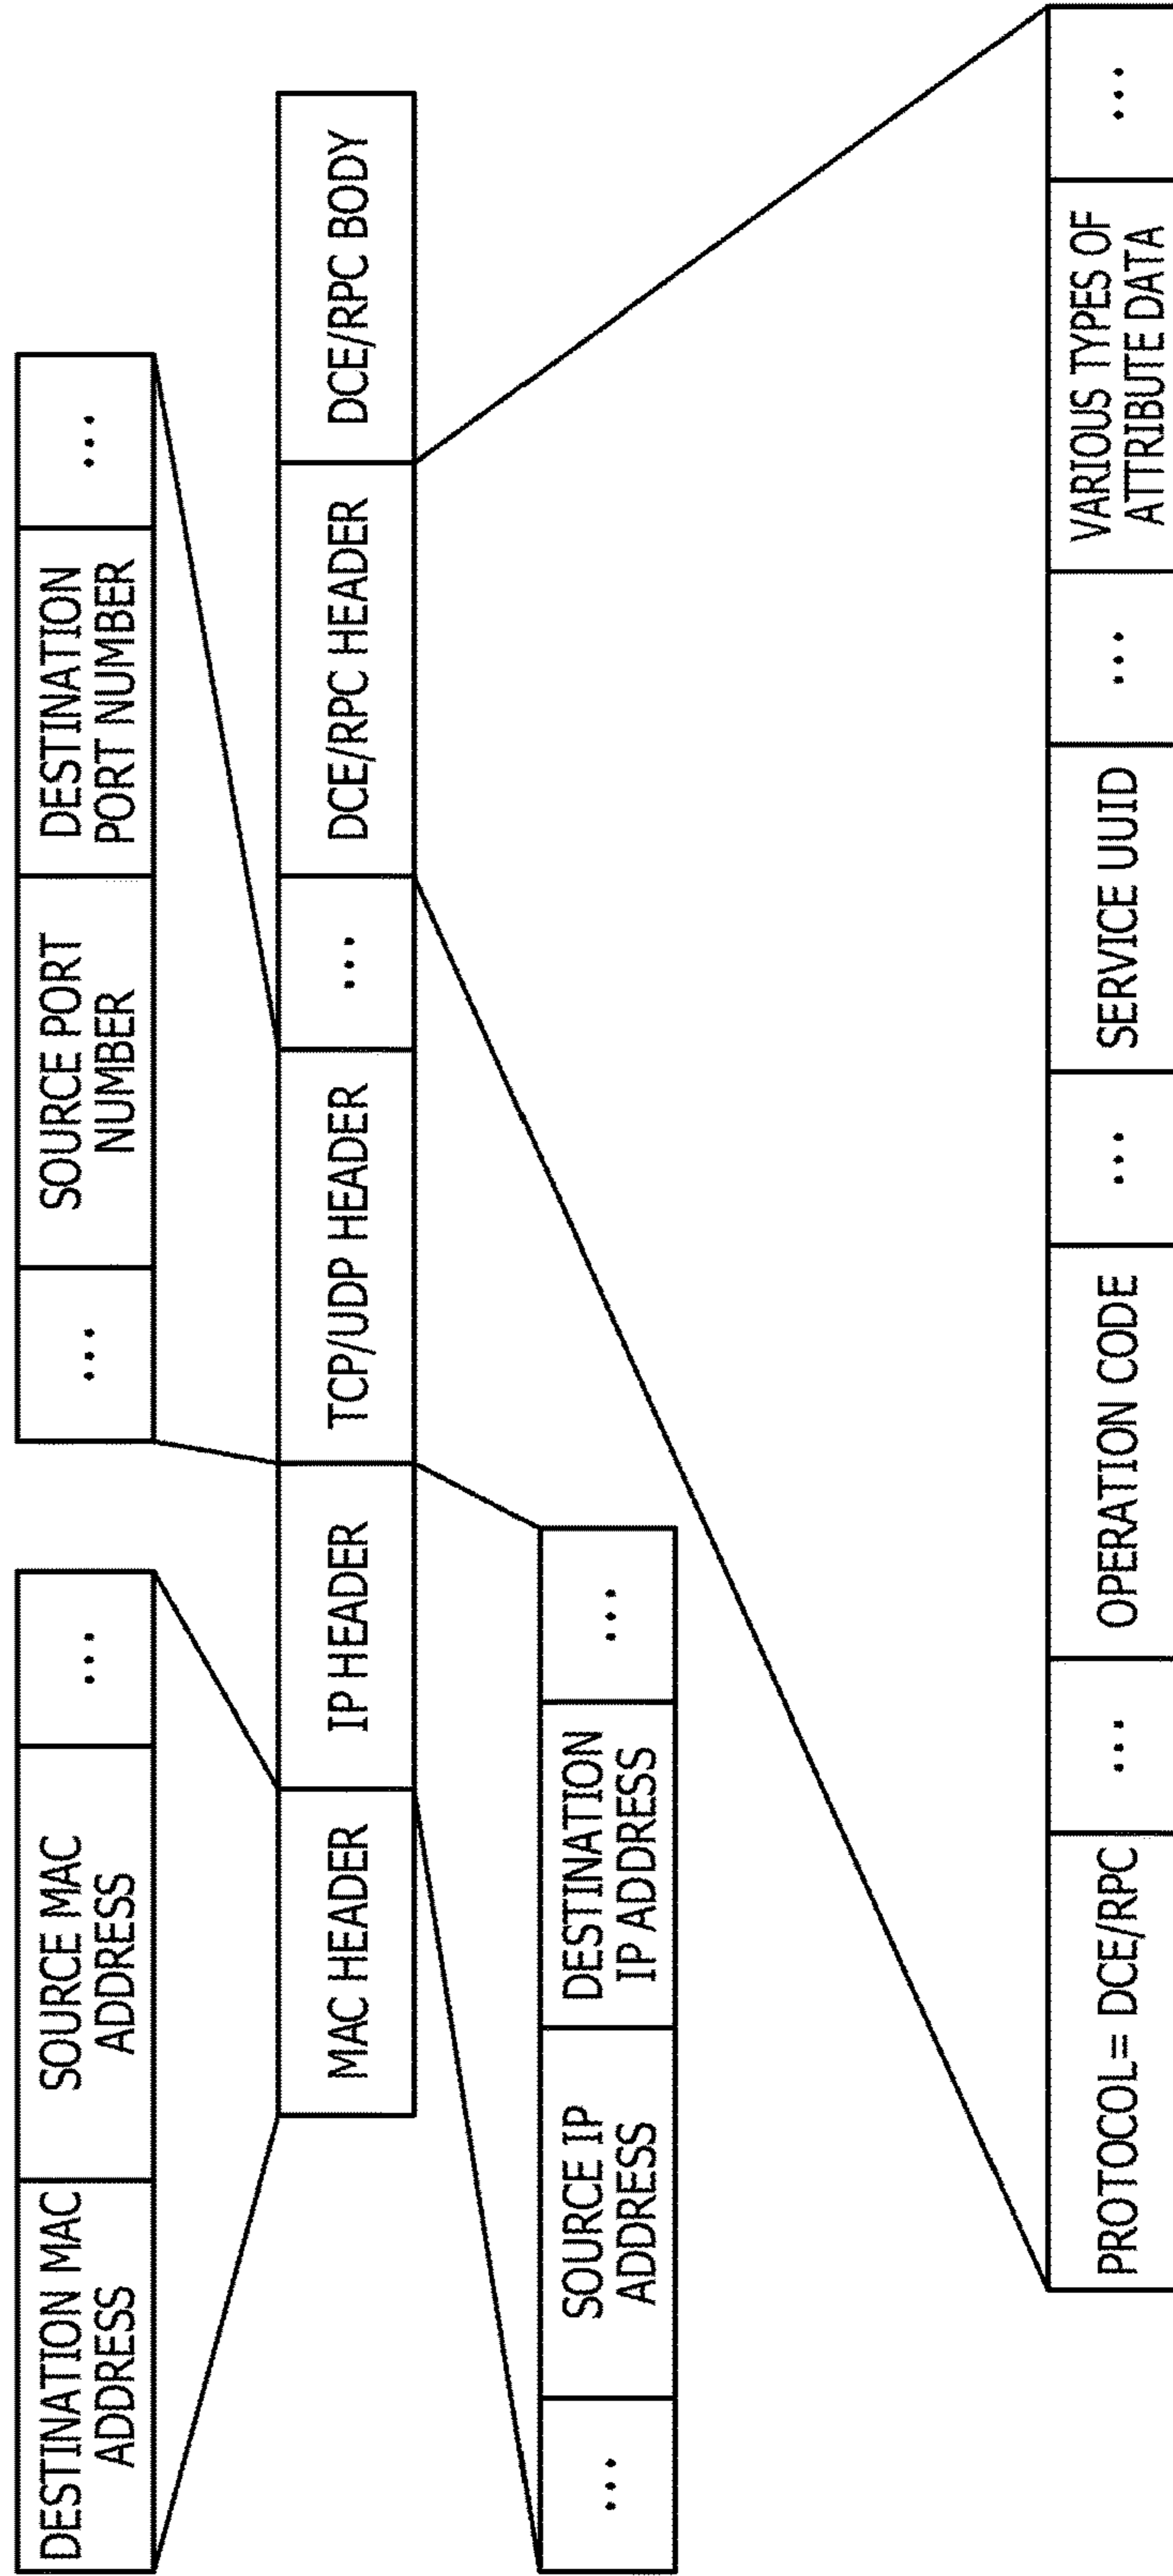 DESTINATION MAC
ADDRESS
SOURCE MAC
ADDRESS
...
...
SOURCE PORT
NUMBER
DESTINATION
PORT NUMBER
...
MAC HEADER
IP HEADER
TCP/UDP HEADER
...
DCE/RPC HEADER
DCE/RPC BODY
...
SOURCE IP
ADDRESS
DESTINATION
IP ADDRESS
...
PROTOCOL= DCE/RPC
...
OPERATION CODE
...
SERVICE UUID
...
VARIOUS TYPES OF
ATTRIBUTE DATA
...